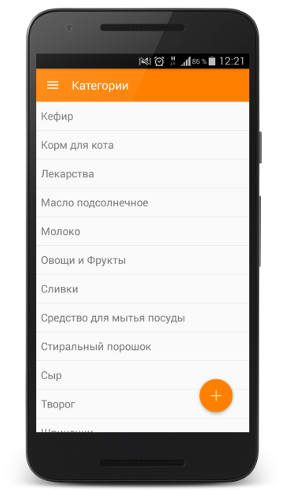 86 % 12:21
Категории
Кефир
Корм для кота
Лекарства
Масло подсолнечное
Молоко
Овощи и Фрукты
Сливки
Средство для мытья посуды
Стиральный порошок
Сыр
Творог